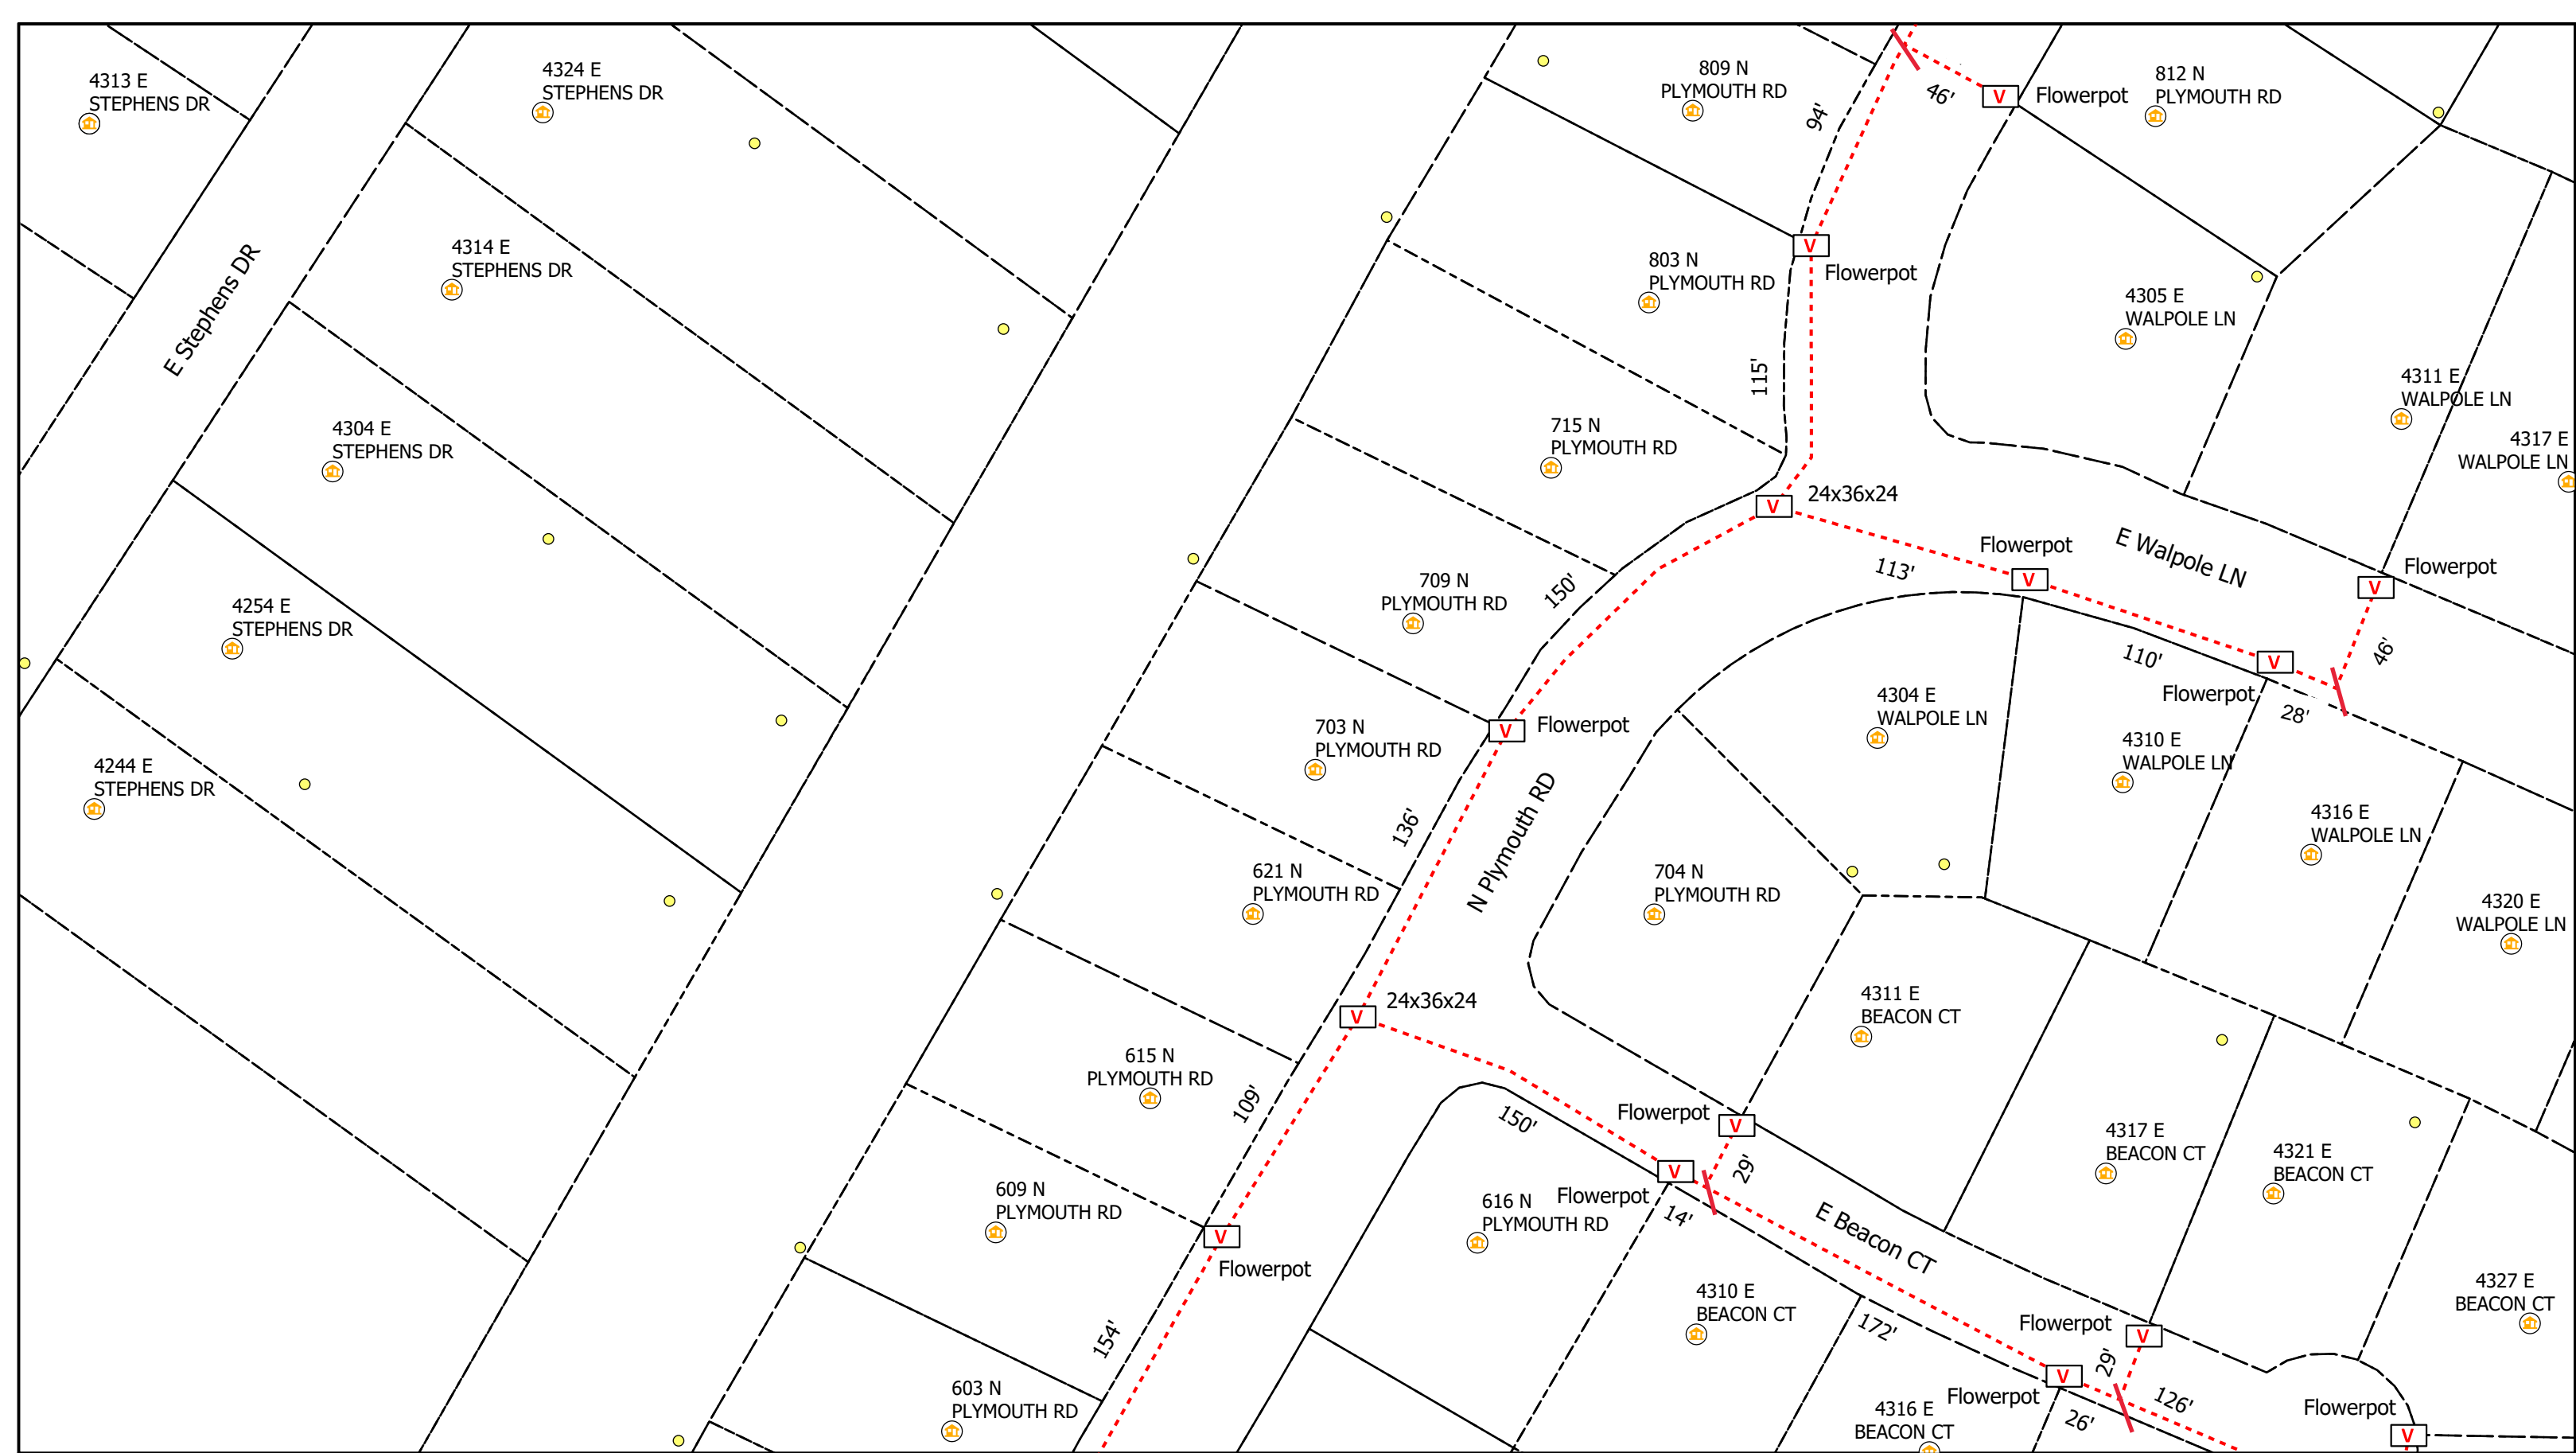 4313 E
STEPHENS DR
4324 E
STEPHENS DR
809 N
PLYMOUTH RD
94'
46'
V
Flowerpot
812 N
PLYMOUTH RD
E Stephens DR
4314 E
STEPHENS DR
803 N
PLYMOUTH RD
V
Flowerpot
4305 E
WALPOLE LN
115'
4311 E
WALPOLE LN
4304 E
STEPHENS DR
715 N
PLYMOUTH RD
4317 E
WALPOLE LN
V
24x36x24
E Walpole LN
Flowerpot
V
113'
Flowerpot
V
4254 E
STEPHENS DR
709 N
PLYMOUTH RD
150'
110'
V
Flowerpot
46'
28'
4304 E
WALPOLE LN
703 N
PLYMOUTH RD
V
Flowerpot
4310 E
WALPOLE LN
4244 E
STEPHENS DR
136'
N Plymouth RD
4316 E
WALPOLE LN
621 N
PLYMOUTH RD
704 N
PLYMOUTH RD
4320 E
WALPOLE LN
V
24x36x24
4311 E
BEACON CT
615 N
PLYMOUTH RD
109'
150'
Flowerpot
V
4317 E
BEACON CT
4321 E
BEACON CT
V
29'
Flowerpot
14'
609 N
PLYMOUTH RD
616 N
PLYMOUTH RD
V
Flowerpot
E Beacon CT
4310 E
BEACON CT
4327 E
BEACON CT
154'
172'
Flowerpot
V
29'
603 N
PLYMOUTH RD
V
Flowerpot
126'
26'
4316 E
BEACON CT
Flowerpot
V